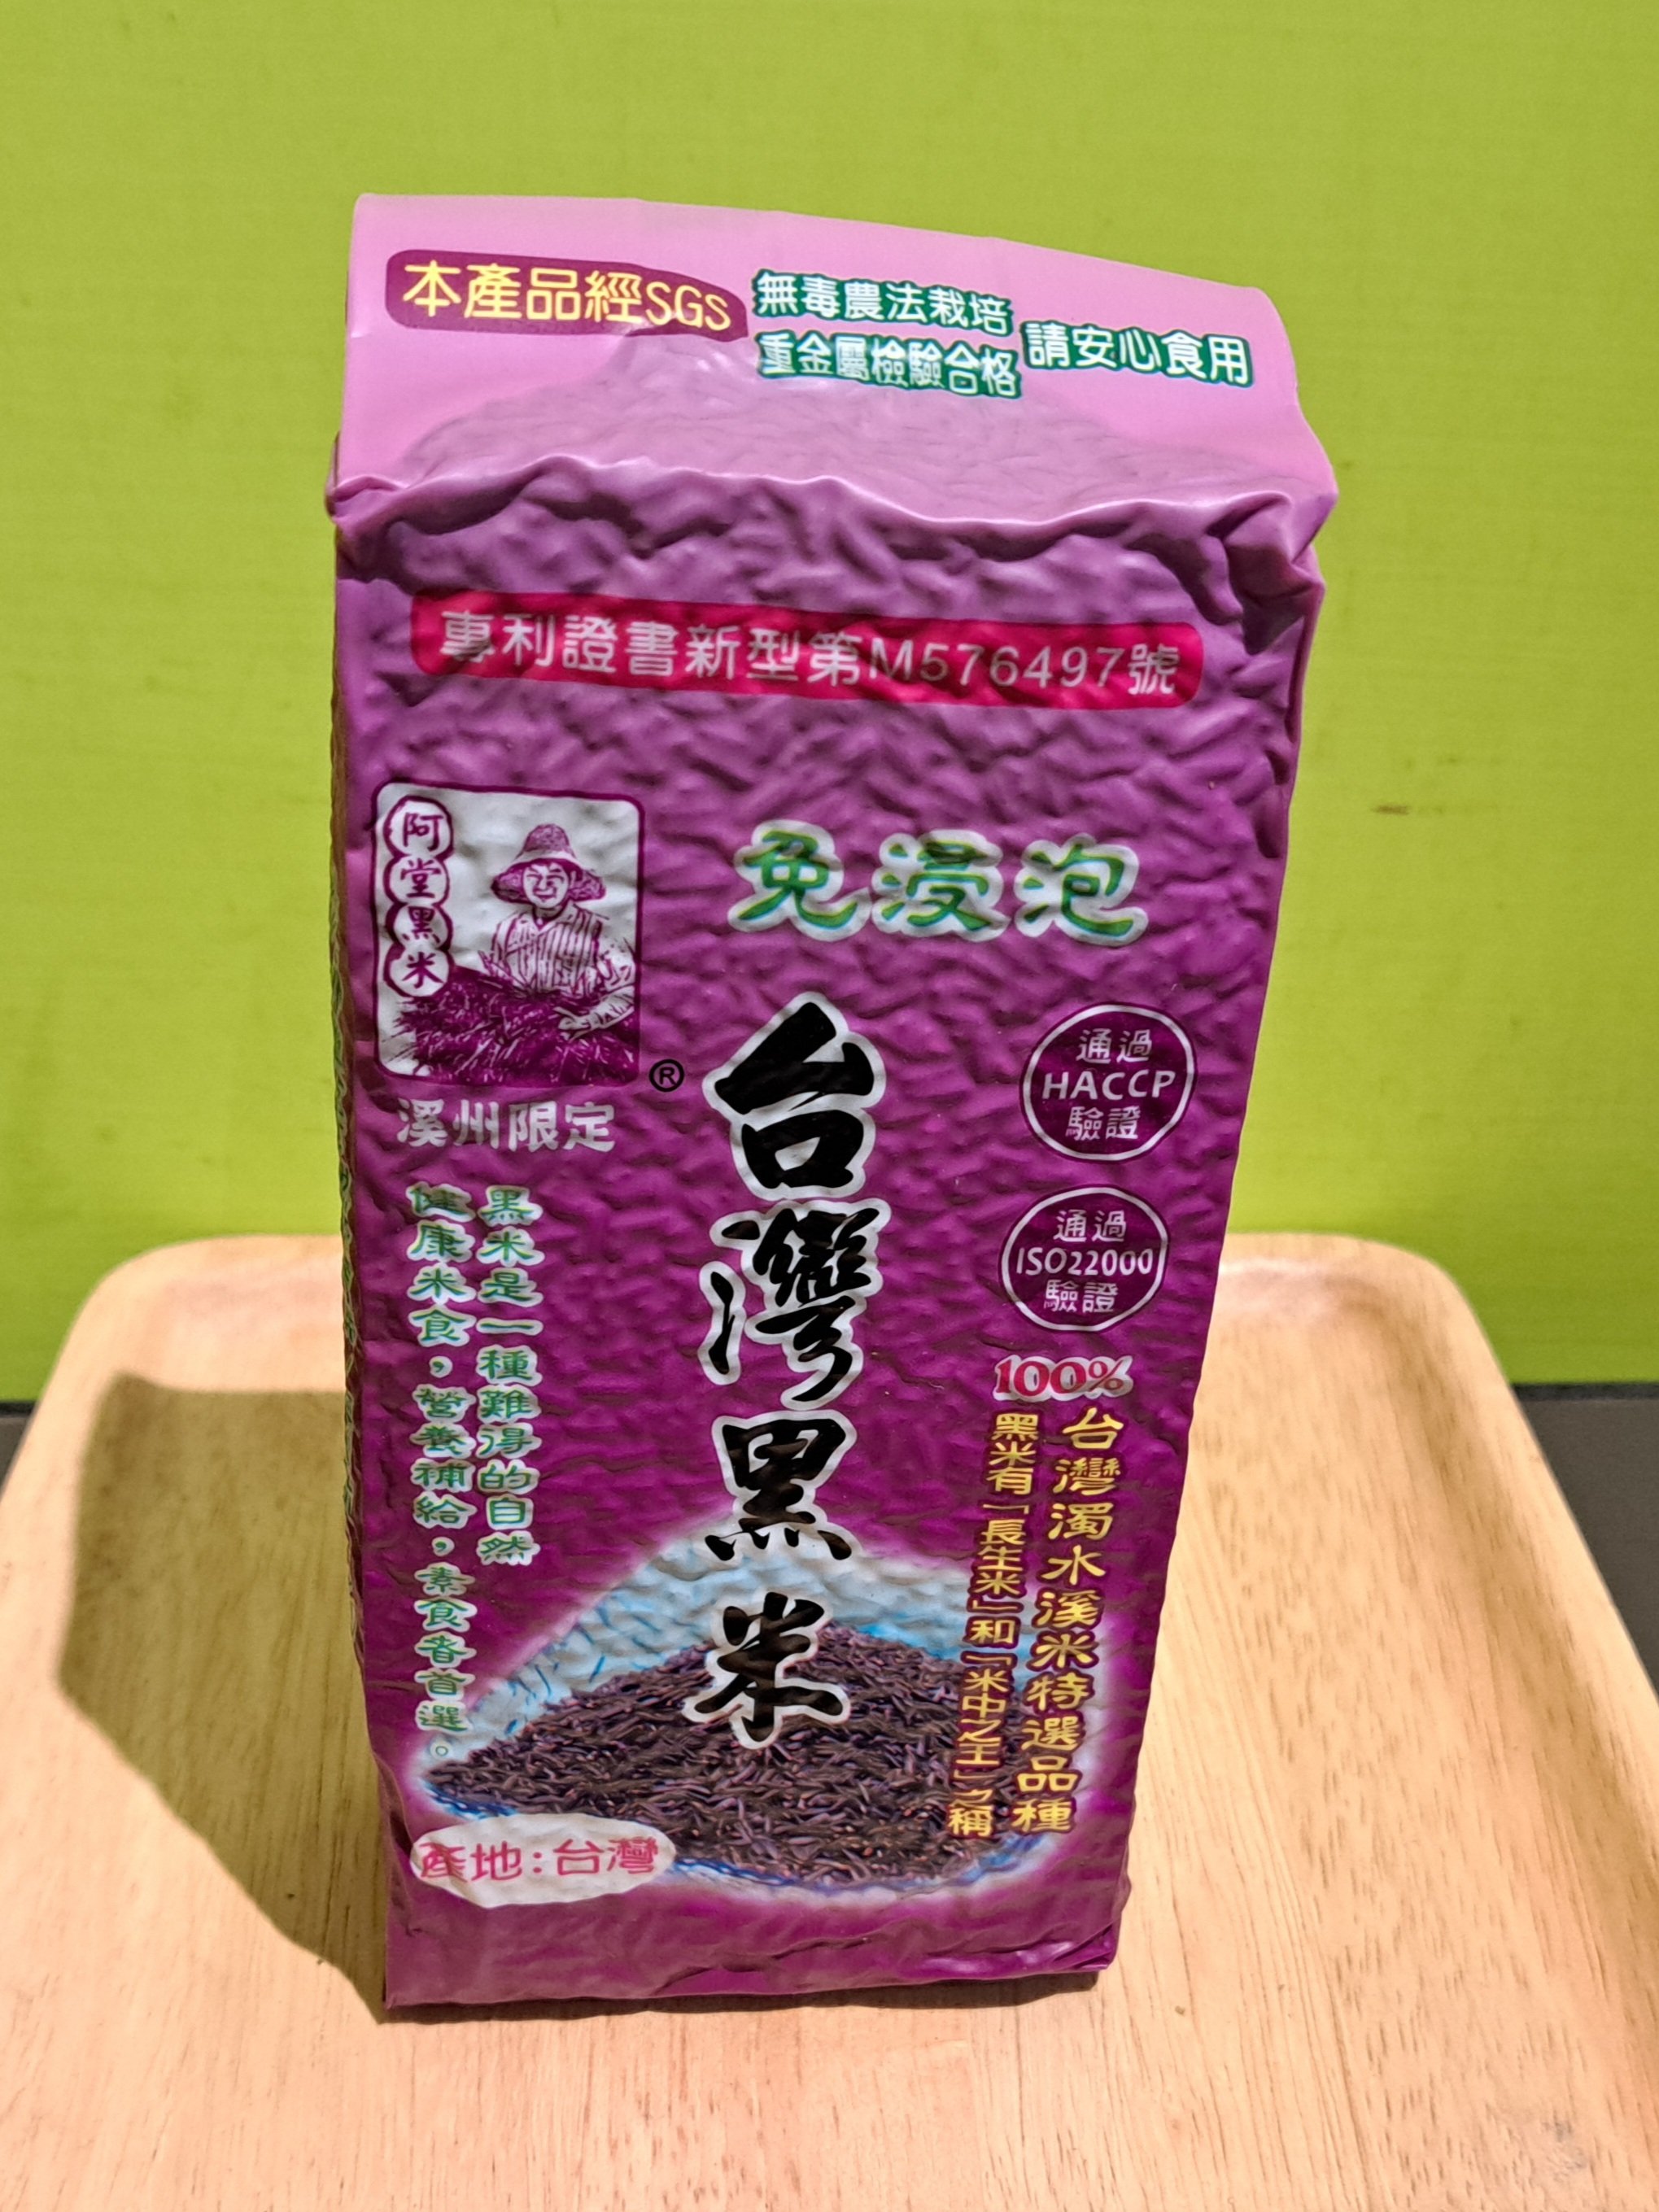 本產品經SGS
無毒農法栽培
重金屬檢驗合格
請安心食用
專利證書新型第M576497號
阿堂黑米
®
溪州限定
免浸泡
台灣黑米
通過
HACCP
驗證
通過
ISO22000
驗證
黑米是一種難得的自然
健康米食，營養補給，素食者首選。
100%
台灣濁水溪米特選品種
黑米有「長生米」和「米中之王」之稱
產地:台灣